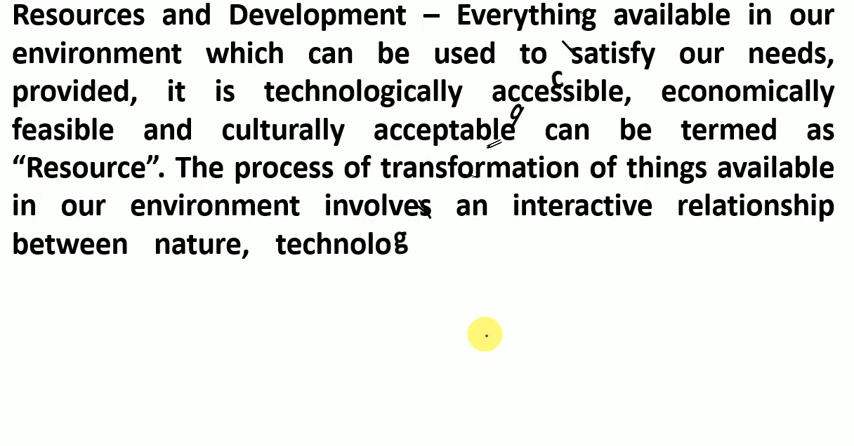 Resources and Development – Everything available in our
environment which can be used to satisfy our needs,
provided, it is technologically accessible, economically
feasible and culturally acceptable can be termed as
“Resource”. The process of transformation of things available
in our environment involves an interactive relationship
between nature, technolog